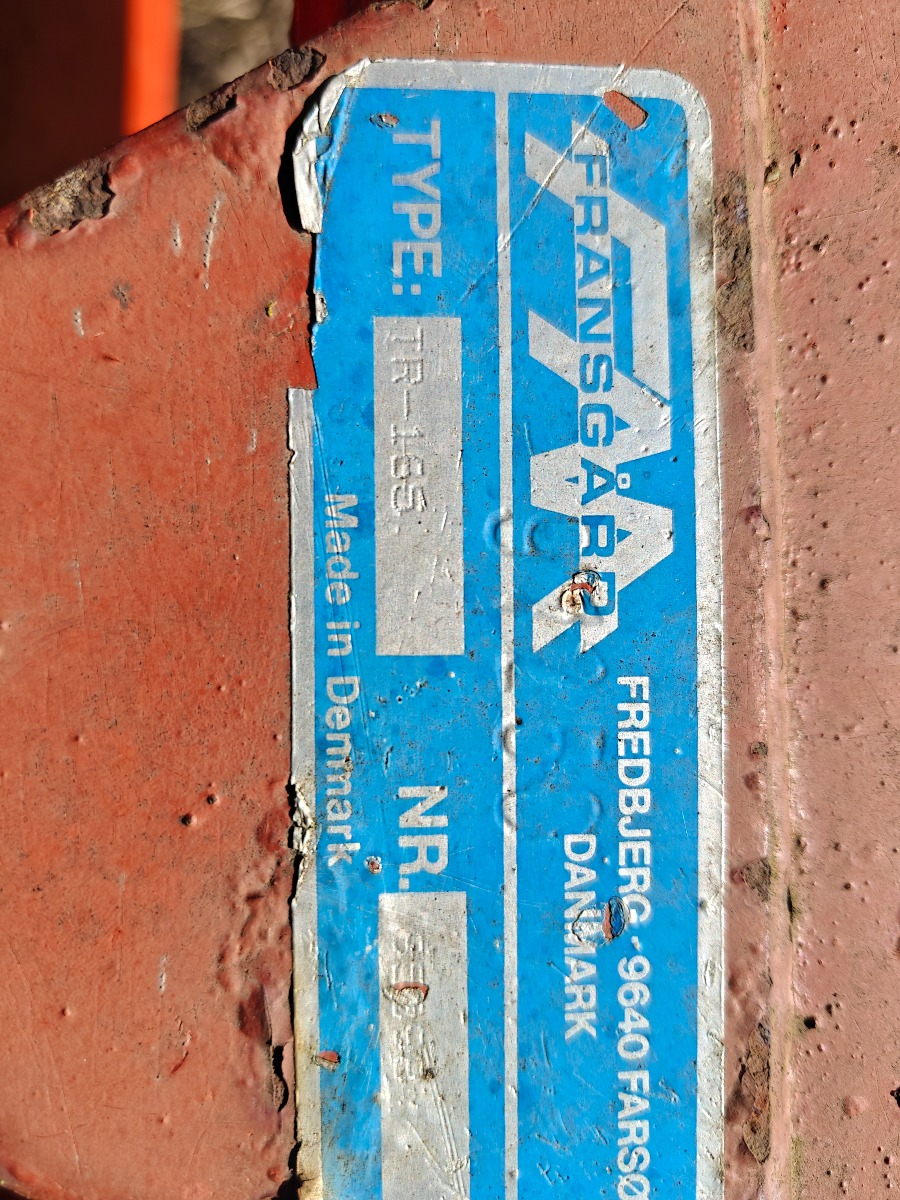 FRANSGÅRD
FREDBJERG - 9640 FARSØ
DANMARK
TYPE: TR-165
NR.
Made in Denmark